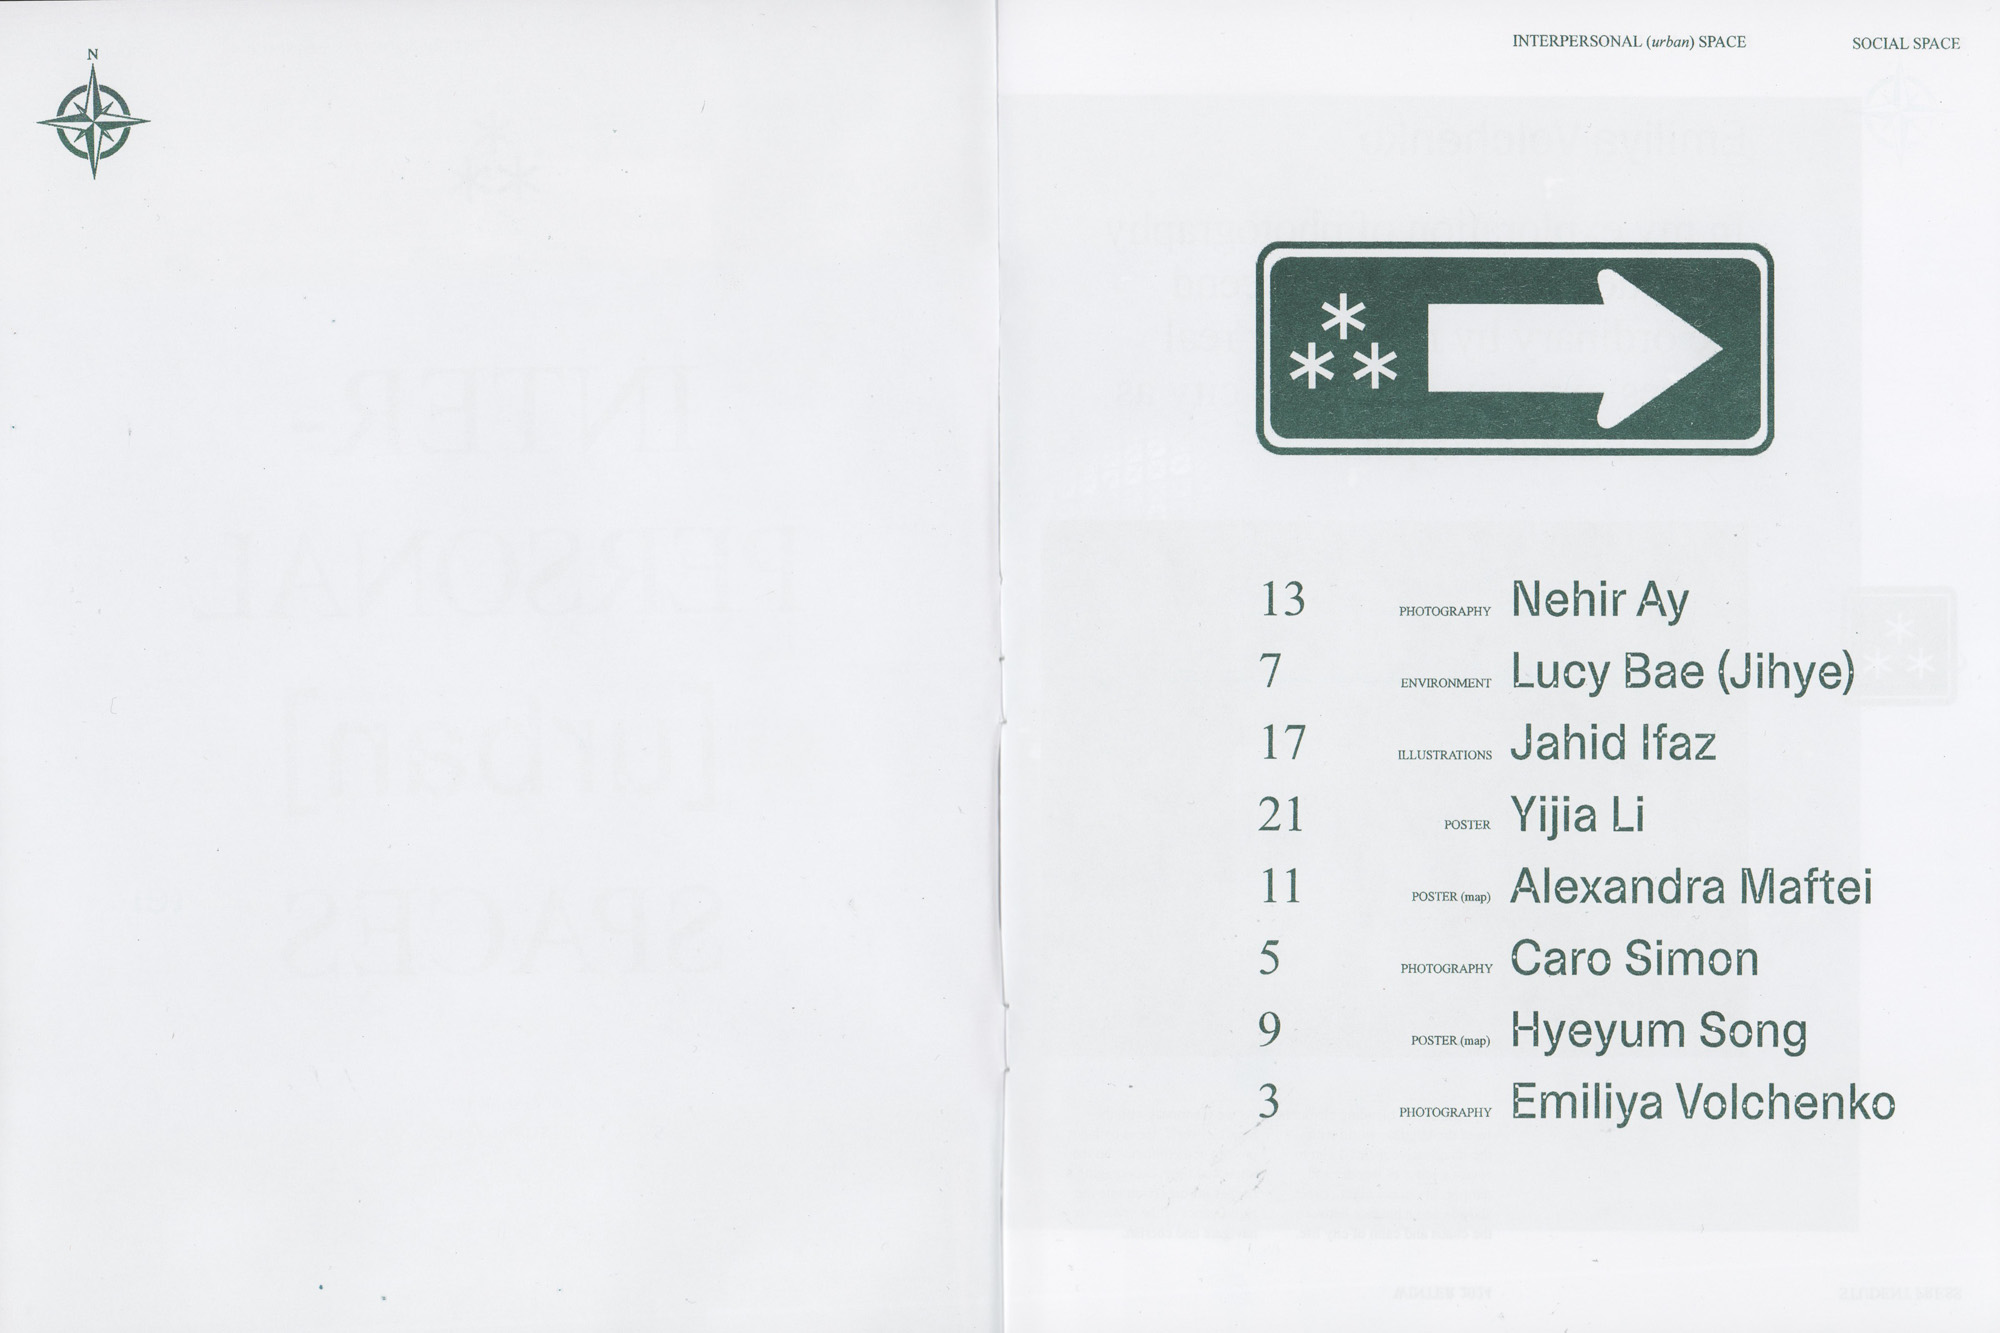 N
INTERPERSONAL (urban) SPACE
SOCIAL SPACE
***
13 PHOTOGRAPHY Nehir Ay
7 ENVIRONMENT Lucy Bae (Jihye)
17 ILLUSTRATIONS Jahid Ifaz
21 POSTER Yijia Li
11 POSTER (map) Alexandra Maftei
5 PHOTOGRAPHY Caro Simon
9 POSTER (map) Hyeyum Song
3 PHOTOGRAPHY Emiliya Volchenko